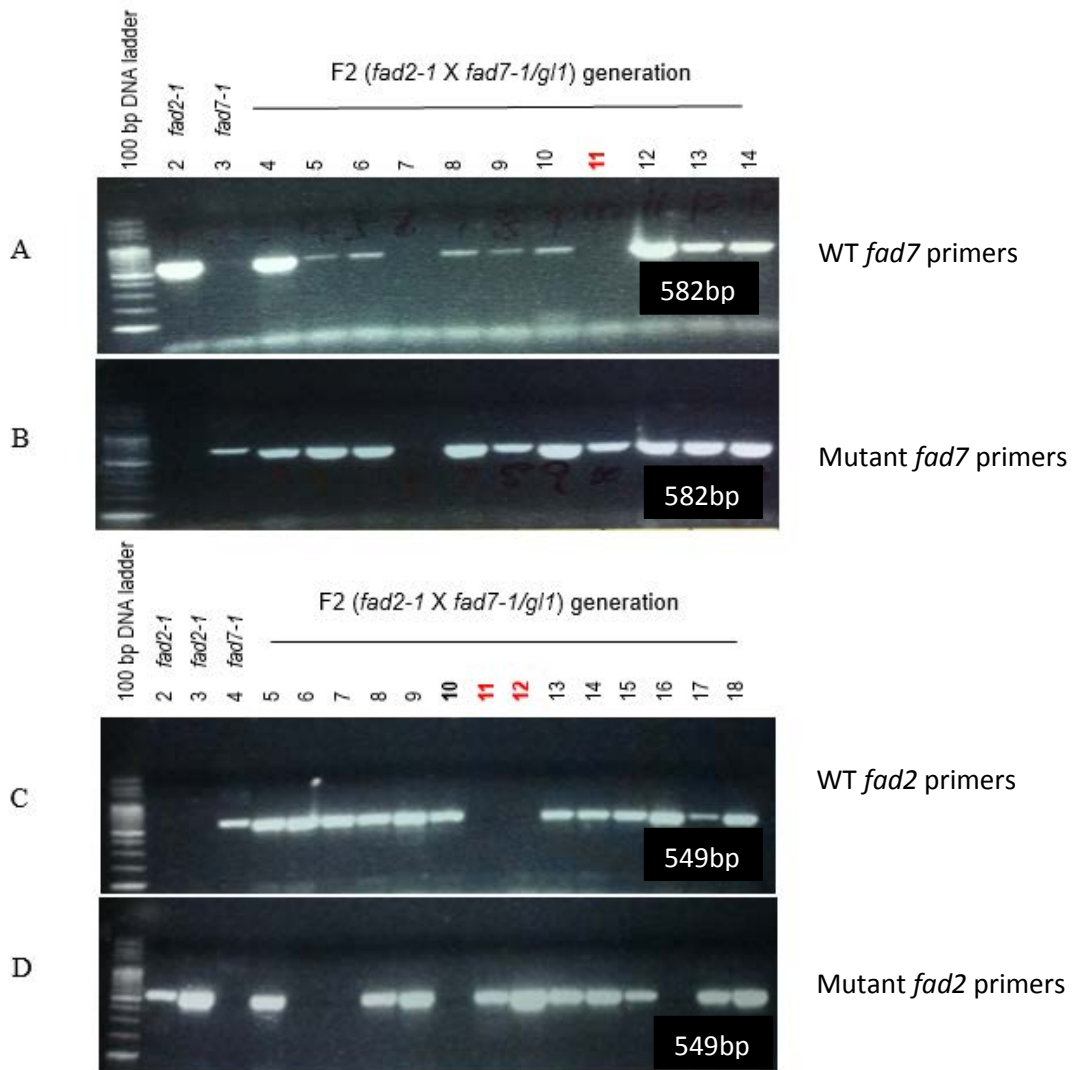 100 bp DNA ladder
2 fad2-1
3 fad7-1
F2 (fad2-1 X fad7-1/gl1) generation
4 5 6 7 8 9 10 11 12 13 14
A
WT fad7 primers
582bp
B
Mutant fad7 primers
582bp
100 bp DNA ladder
2 fad2-1
3 fad2-1
4 fad7-1
F2 (fad2-1 X fad7-1/gl1) generation
5 6 7 8 9 10 11 12 13 14 15 16 17 18
C
WT fad2 primers
549bp
D
Mutant fad2 primers
549bp